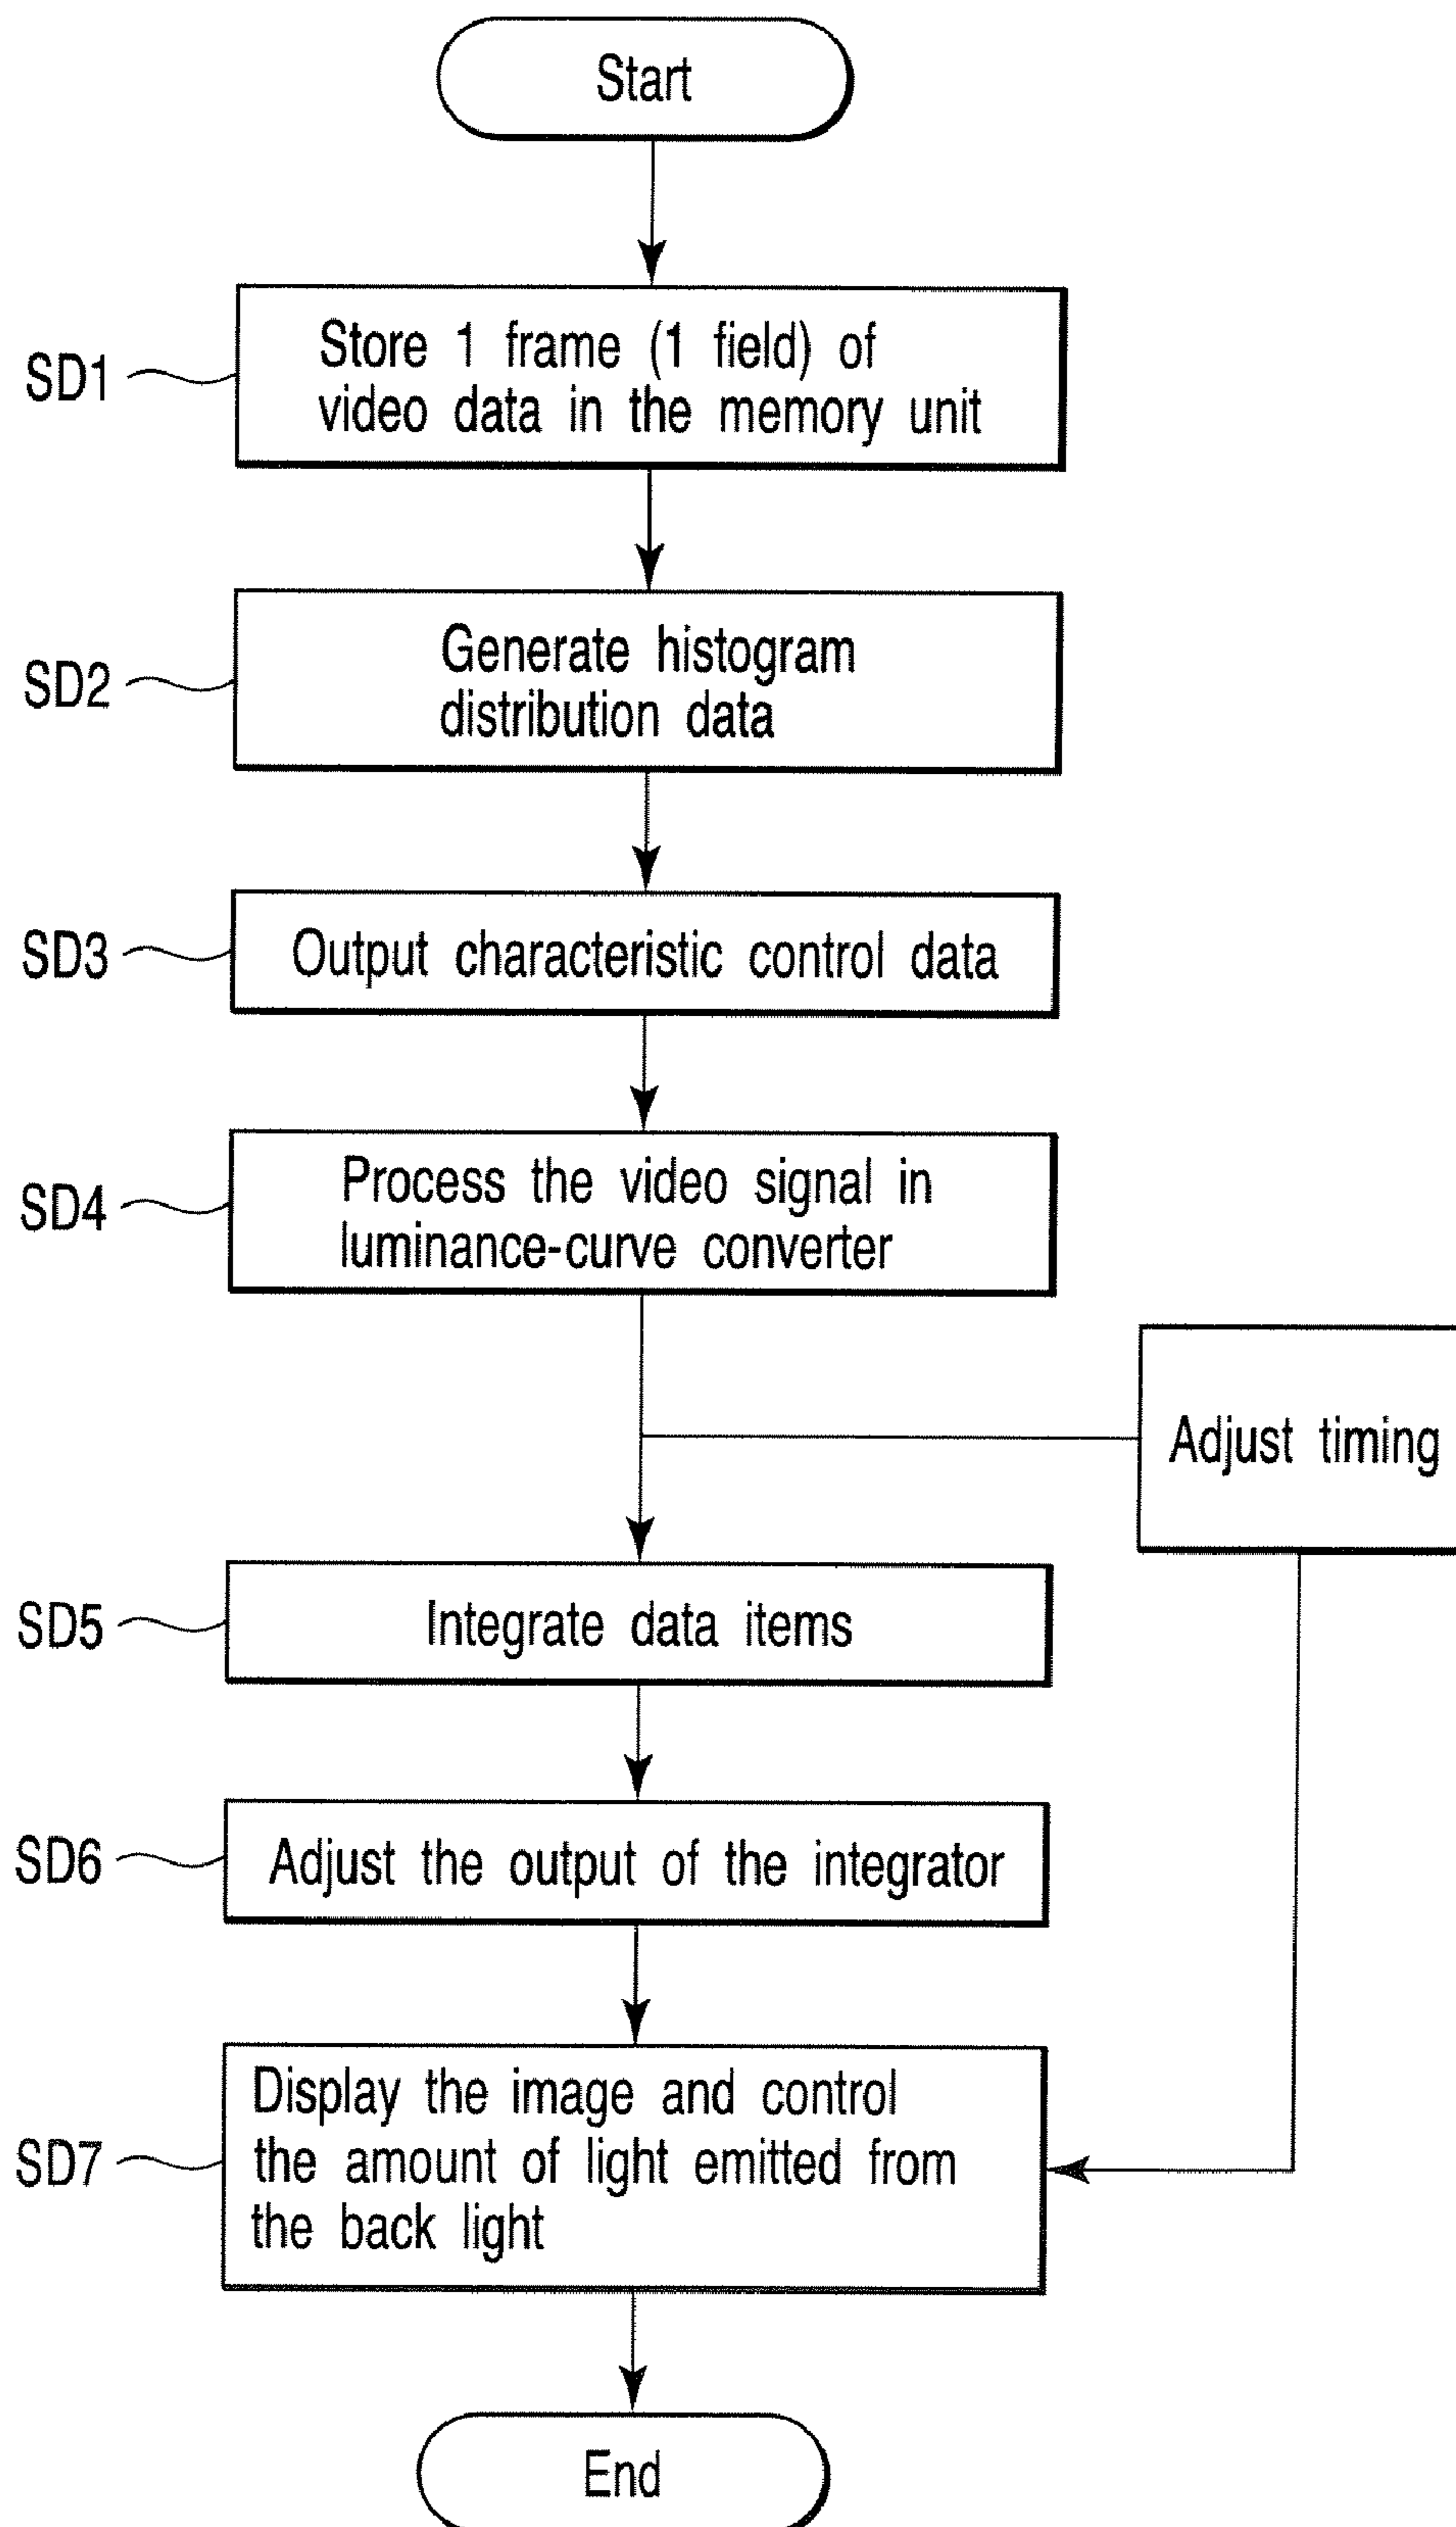 Start
SD1
Store 1 frame (1 field) of
video data in the memory unit
SD2
Generate histogram
distribution data
SD3
Output characteristic control data
SD4
Process the video signal in
luminance-curve converter
Adjust timing
SD5
Integrate data items
SD6
Adjust the output of the integrator
SD7
Display the image and control
the amount of light emitted from
the back light
End